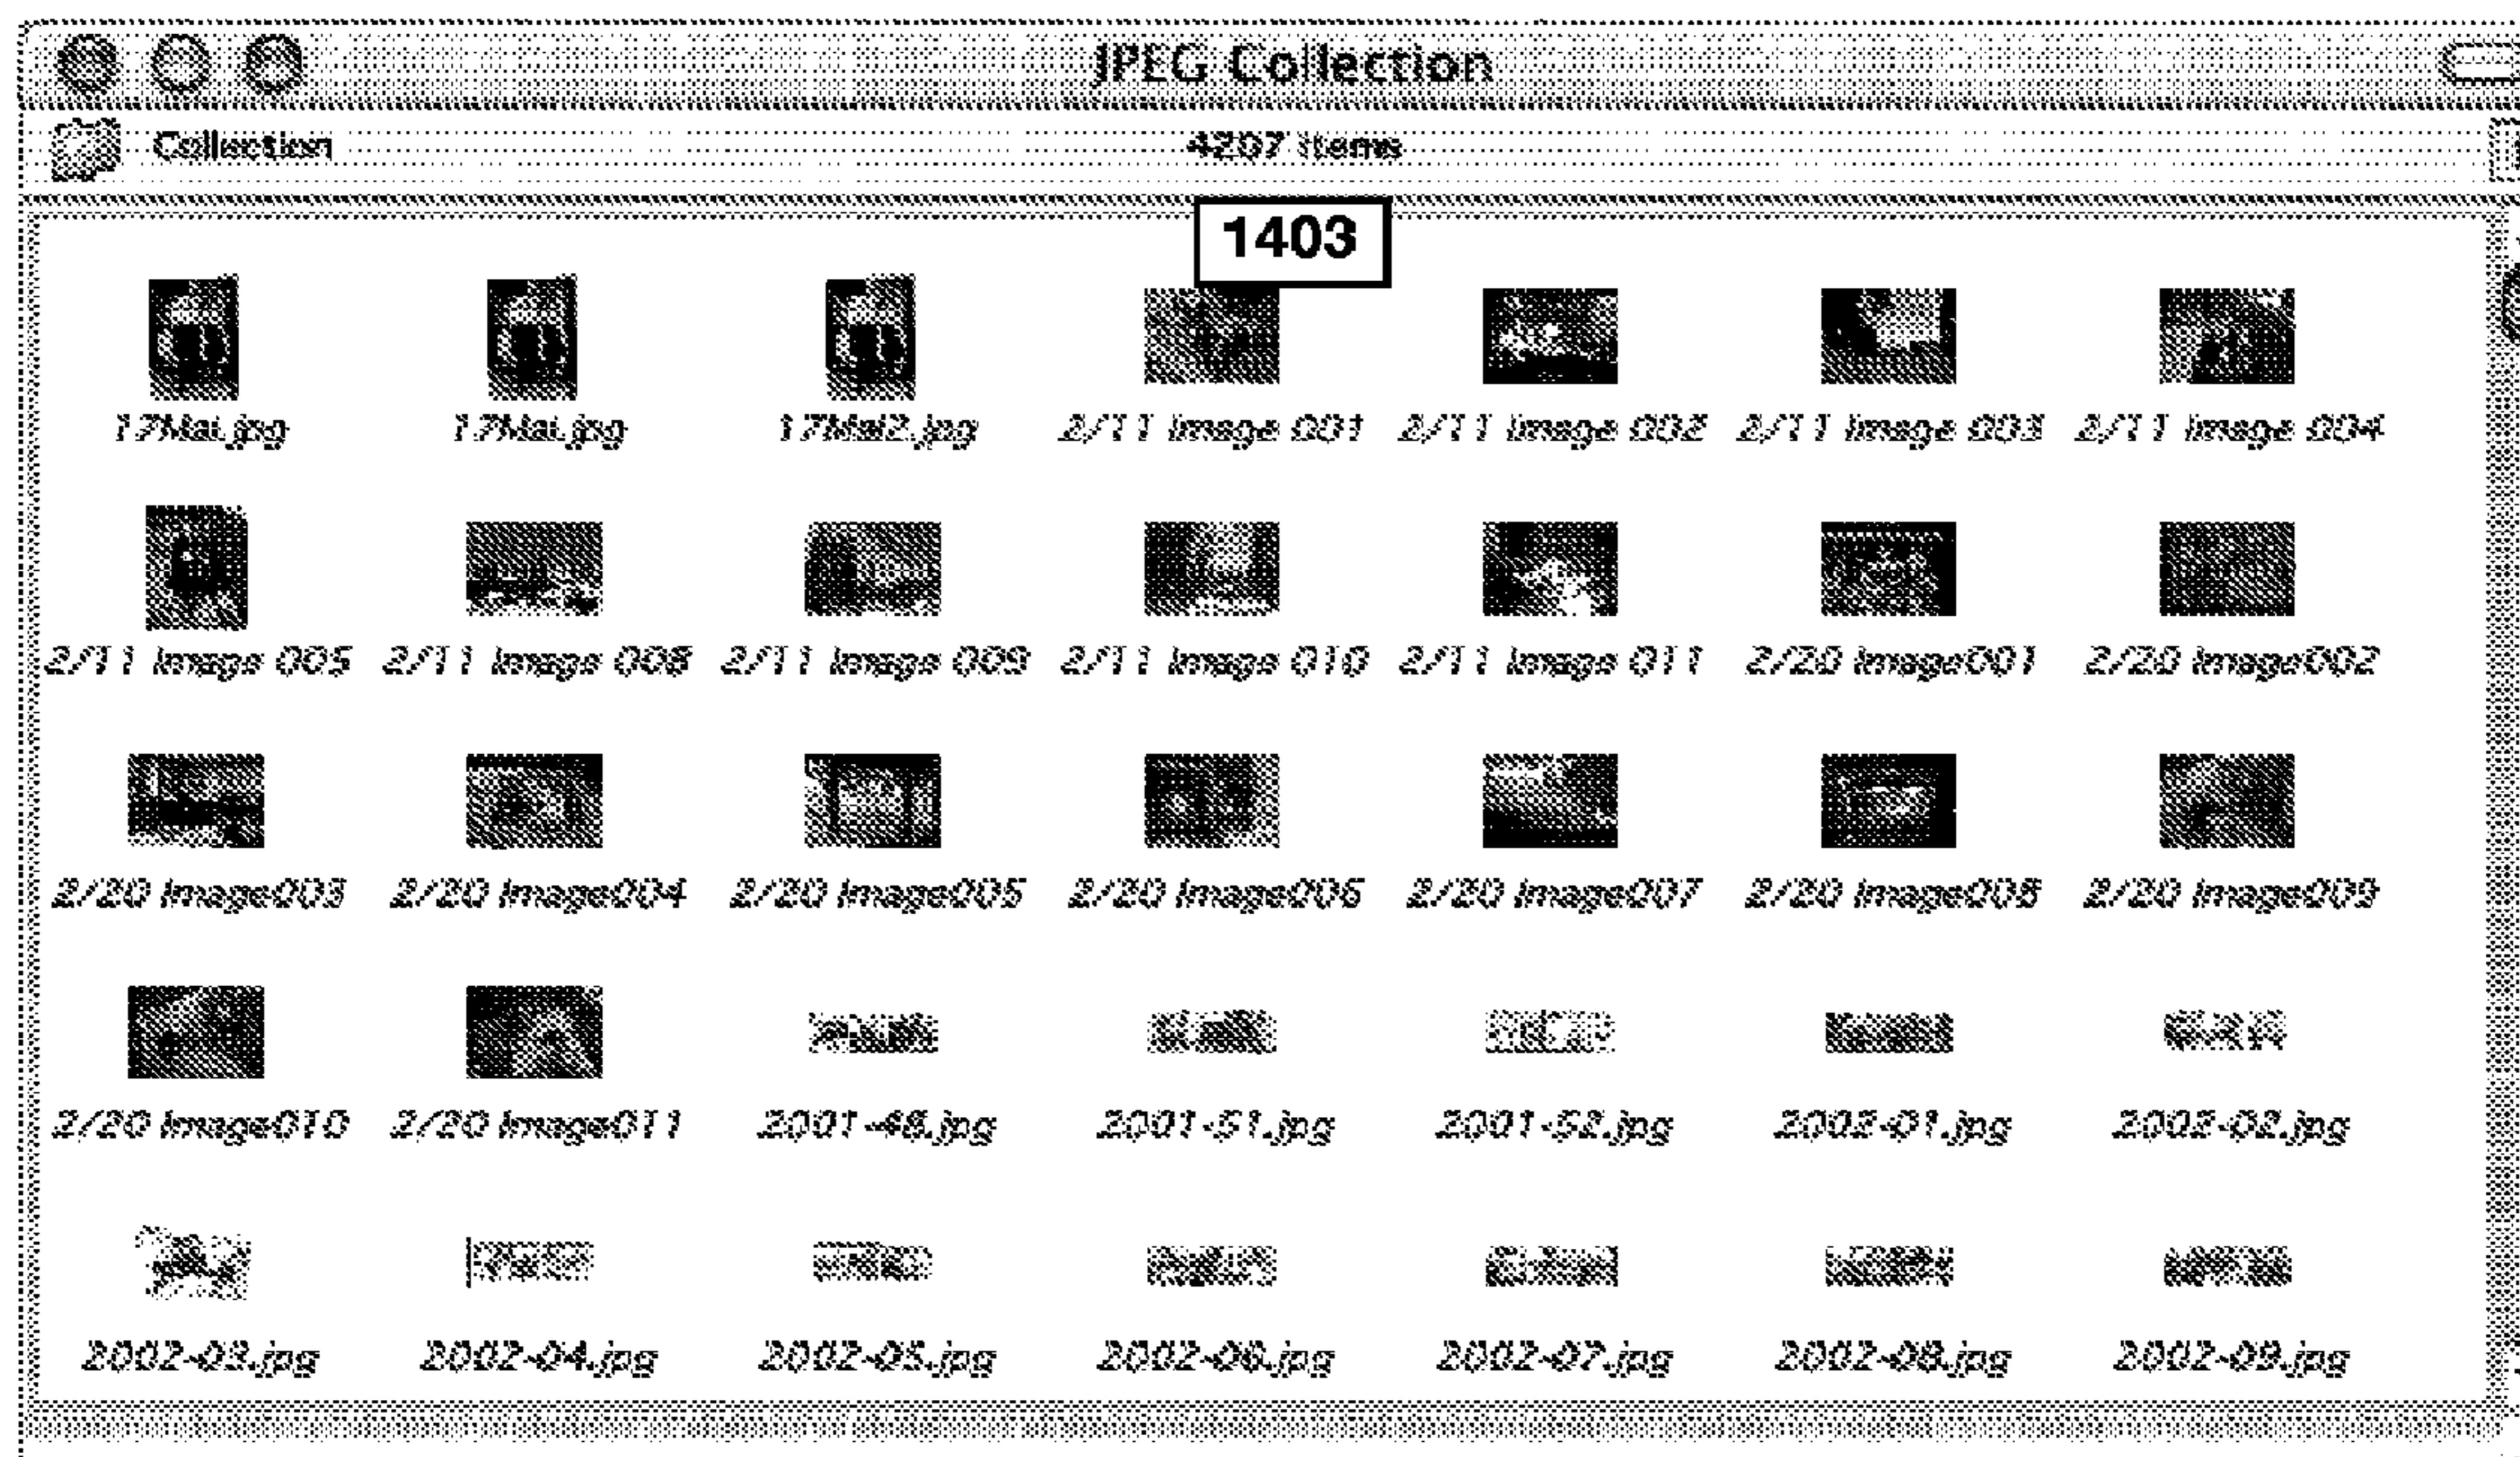 JPEG Collection
Collection 4207 items
1403
17Mai.jpg 17Mai.jpg 17Mai2.jpg 2/11 Image 001 2/11 Image 002 2/11 Image 003 2/11 Image 004
2/11 Image 005 2/11 Image 008 2/11 Image 009 2/11 Image 010 2/11 Image 011 2/20 Image001 2/20 Image002
2/20 Image003 2/20 Image004 2/20 Image005 2/20 Image006 2/20 Image007 2/20 Image008 2/20 Image009
2/20 Image010 2/20 Image011 2001-48.jpg 2001-51.jpg 2001-52.jpg 2002-01.jpg 2002-02.jpg
2002-03.jpg 2002-04.jpg 2002-05.jpg 2002-06.jpg 2002-07.jpg 2002-08.jpg 2002-09.jpg